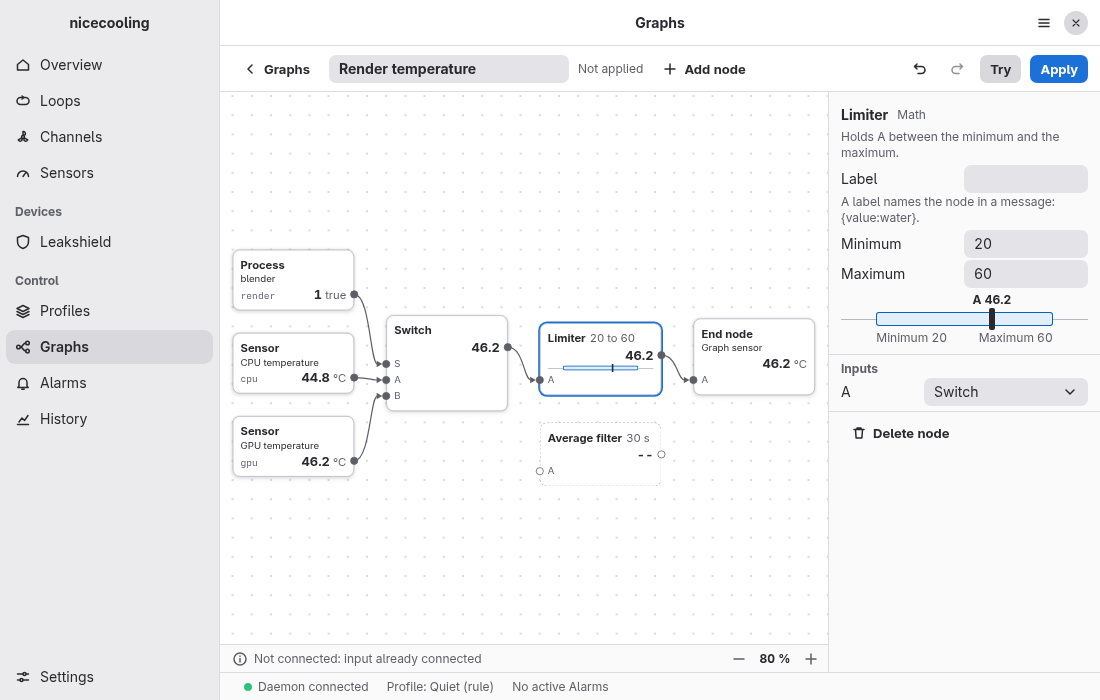 nicecooling
Graphs
Overview
Loops
Channels
Sensors
Devices
Leakshield
Control
Profiles
Graphs
Alarms
History
Settings
Graphs
Render temperature
Not applied
Add node
Try
Apply
Process
blender
render
1 true
Sensor
CPU temperature
cpu
44.8 °C
Sensor
GPU temperature
gpu
46.2 °C
Switch
46.2
S
A
B
Limiter 20 to 60
46.2
A
Average filter 30 s
--
A
End node
Graph sensor
46.2 °C
A
Limiter Math
Holds A between the minimum and the
maximum.
Label
A label names the node in a message:
{value:water}.
Minimum 20
Maximum 60
A 46.2
Minimum 20 Maximum 60
Inputs
A Switch
Delete node
Not connected: input already connected
80 %
Daemon connected Profile: Quiet (rule) No active Alarms